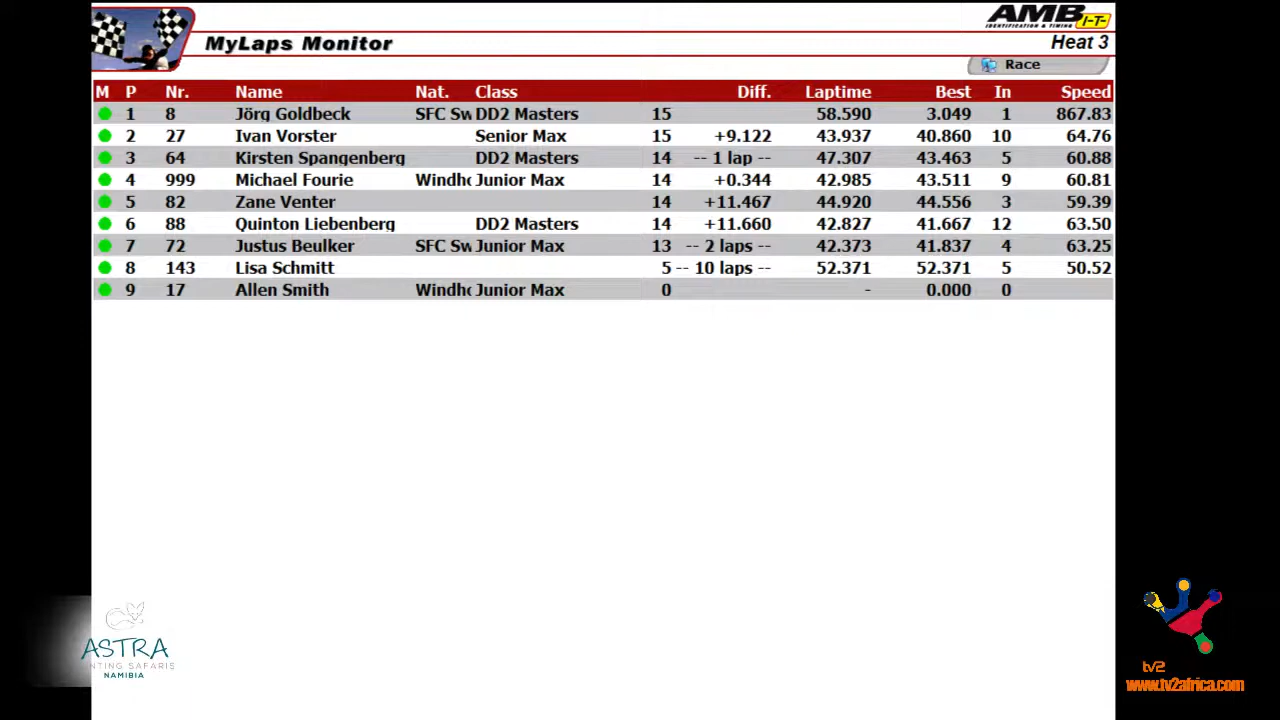 AMB I-T-
IDENTIFICATION & TIMING
MyLaps Monitor
Heat 3
Race
M P Nr. Name Nat. Class Diff. Laptime Best In Speed
1 8 Jörg Goldbeck SFC Sw DD2 Masters 15 58.590 3.049 1 867.83
2 27 Ivan Vorster Senior Max 15 +9.122 43.937 40.860 10 64.76
3 64 Kirsten Spangenberg DD2 Masters 14 -- 1 lap -- 47.307 43.463 5 60.88
4 999 Michael Fourie Windho Junior Max 14 +0.344 42.985 43.511 9 60.81
5 82 Zane Venter 14 +11.467 44.920 44.556 3 59.39
6 88 Quinton Liebenberg DD2 Masters 14 +11.660 42.827 41.667 12 63.50
7 72 Justus Beulker SFC Sw Junior Max 13 -- 2 laps -- 42.373 41.837 4 63.25
8 143 Lisa Schmitt 5 -- 10 laps -- 52.371 52.371 5 50.52
9 17 Allen Smith Windho Junior Max 0 - 0.000 0
ASTRA
NTING SAFARIS
NAMIBIA
tv2
www.tv2africa.com